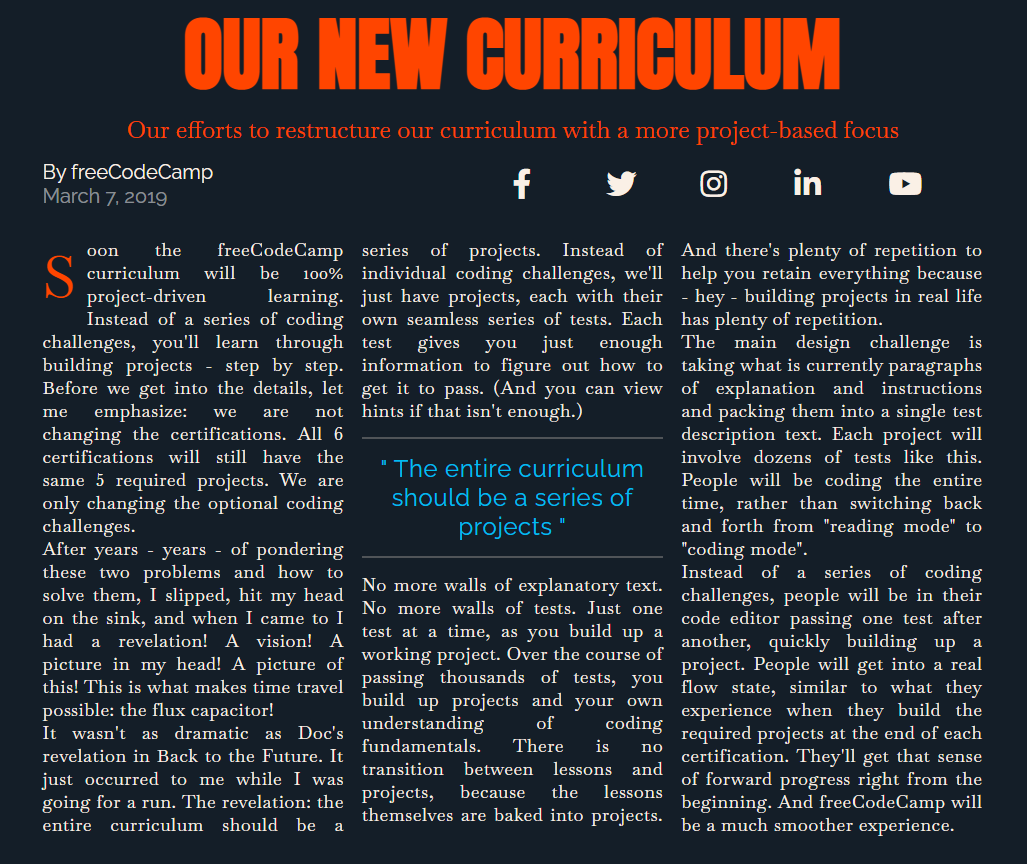 OUR NEW CURRICULUM
Our efforts to restructure our curriculum with a more project-based focus
By freeCodeCamp
March 7, 2019
Soon the freeCodeCamp
curriculum will be 100%
project-driven learning.
Instead of a series of coding
challenges, you'll learn through
building projects - step by step.
Before we get into the details, let
me emphasize: we are not
changing the certifications. All 6
certifications will still have the
same 5 required projects. We are
only changing the optional coding
challenges.
After years - years - of pondering
these two problems and how to
solve them, I slipped, hit my head
on the sink, and when I came to I
had a revelation! A vision! A
picture in my head! A picture of
this! This is what makes time travel
possible: the flux capacitor!
It wasn't as dramatic as Doc's
revelation in Back to the Future. It
just occurred to me while I was
going for a run. The revelation: the
entire curriculum should be a
series of projects. Instead of
individual coding challenges, we'll
just have projects, each with their
own seamless series of tests. Each
test gives you just enough
information to figure out how to
get it to pass. (And you can view
hints if that isn't enough.)
" The entire curriculum
should be a series of
projects "
No more walls of explanatory text.
No more walls of tests. Just one
test at a time, as you build up a
working project. Over the course of
passing thousands of tests, you
build up projects and your own
understanding of coding
fundamentals. There is no
transition between lessons and
projects, because the lessons
themselves are baked into projects.
And there's plenty of repetition to
help you retain everything because
- hey - building projects in real life
has plenty of repetition.
The main design challenge is
taking what is currently paragraphs
of explanation and instructions
and packing them into a single test
description text. Each project will
involve dozens of tests like this.
People will be coding the entire
time, rather than switching back
and forth from "reading mode" to
"coding mode".
Instead of a series of coding
challenges, people will be in their
code editor passing one test after
another, quickly building up a
project. People will get into a real
flow state, similar to what they
experience when they build the
required projects at the end of each
certification. They'll get that sense
of forward progress right from the
beginning. And freeCodeCamp will
be a much smoother experience.